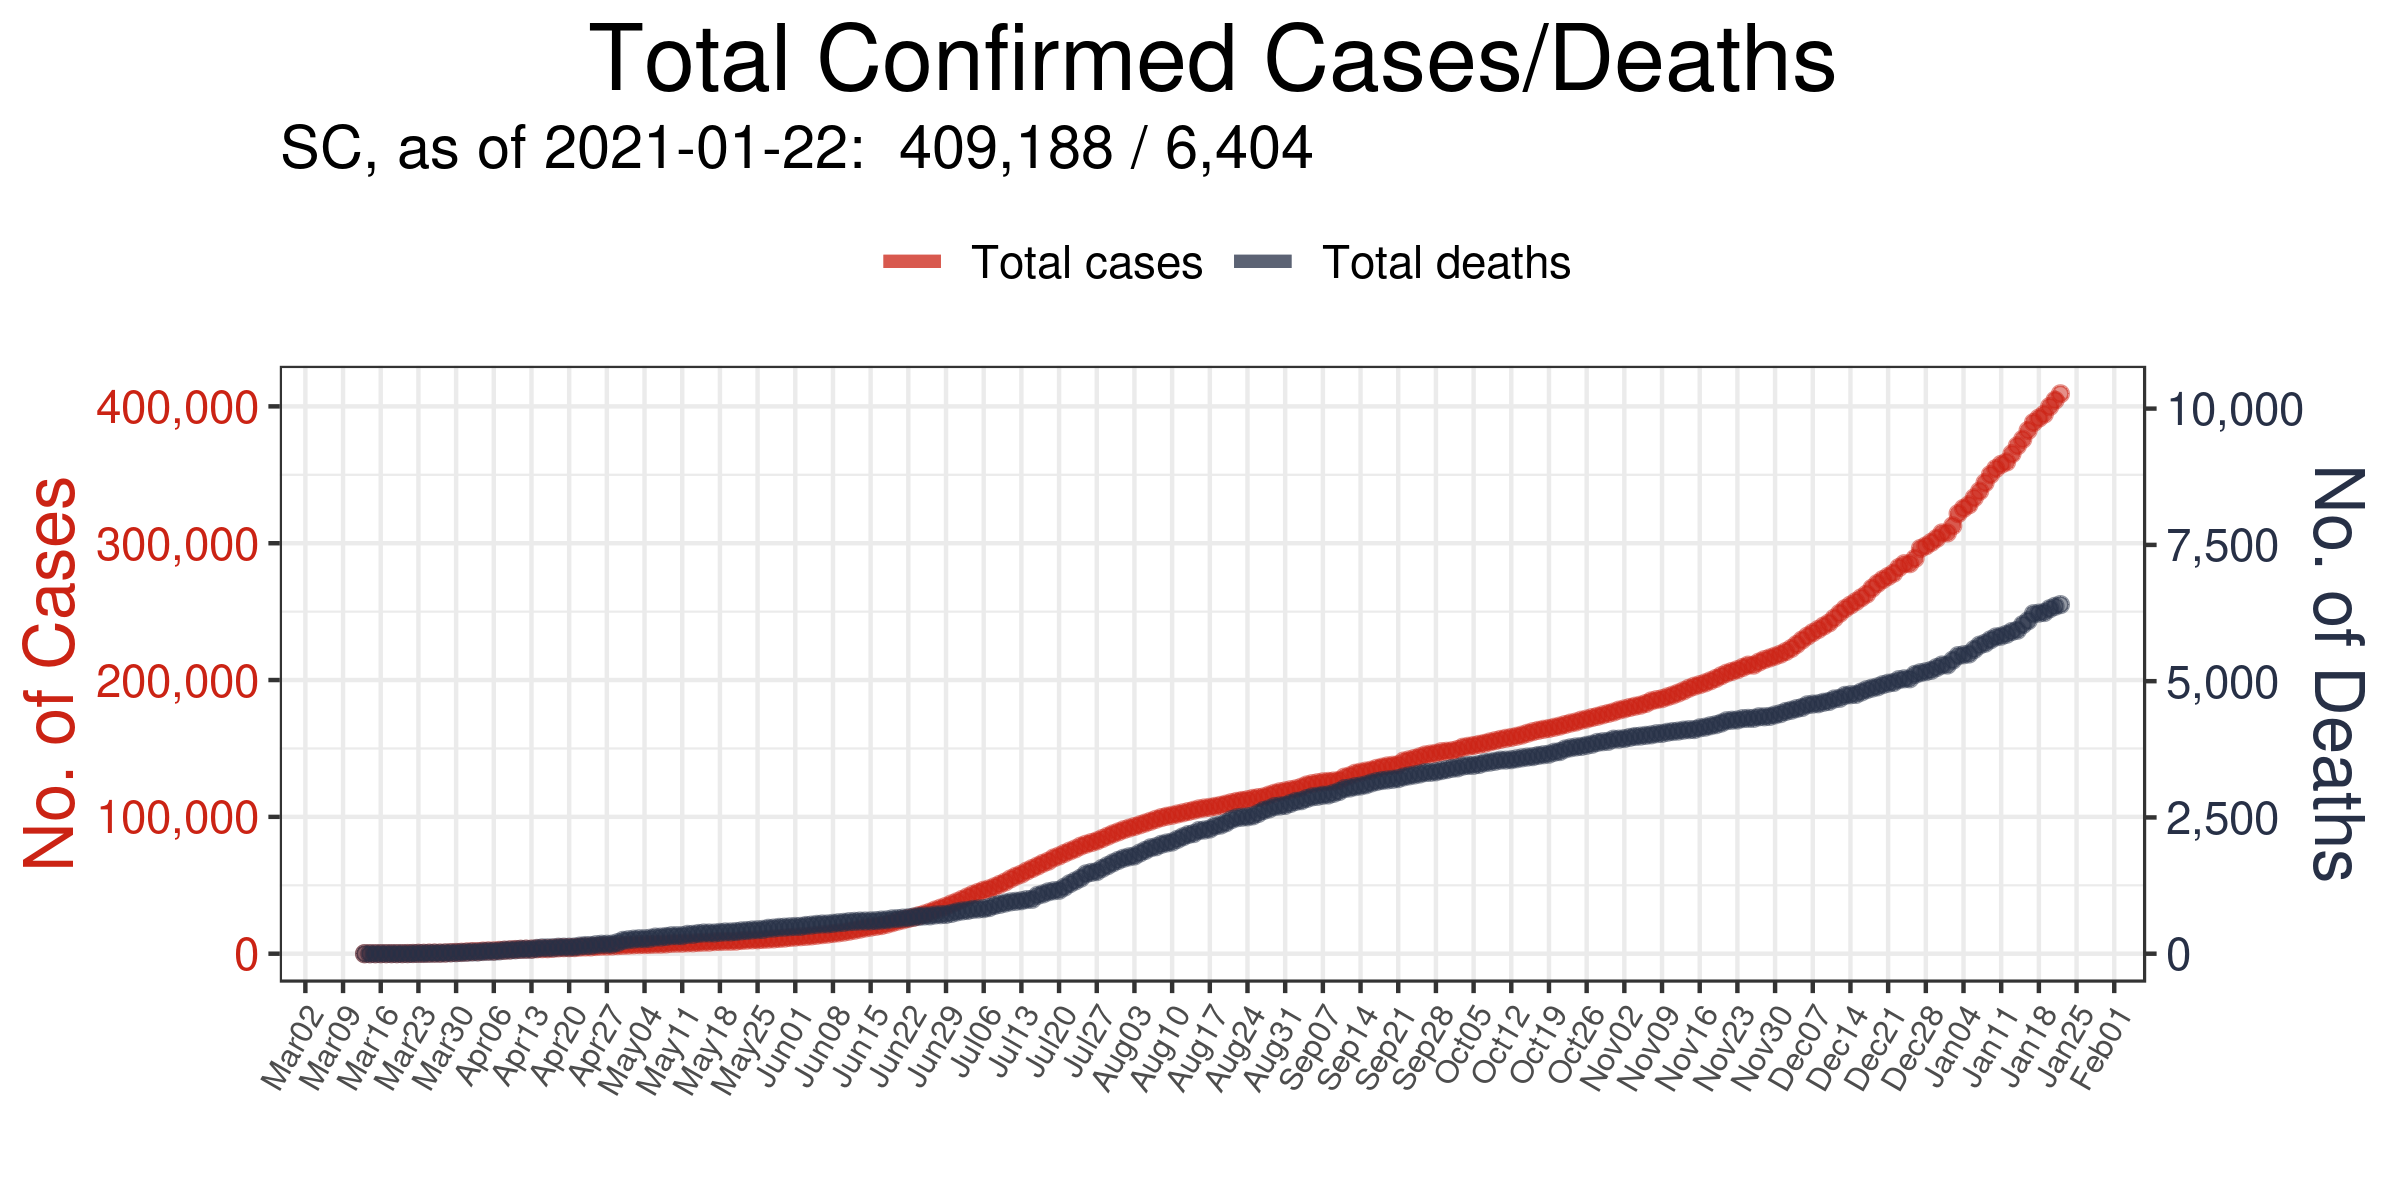 Total Confirmed Cases/Deaths
SC, as of 2021-01-22:  409,188 / 6,404
Total cases
Total deaths
No. of Cases
400,000
300,000
200,000
100,000
0
10,000
7,500
5,000
2,500
0
No. of Deaths
Mar02
Mar09
Mar16
Mar23
Mar30
Apr06
Apr13
Apr20
Apr27
May04
May11
May18
May25
Jun01
Jun08
Jun15
Jun22
Jun29
Jul06
Jul13
Jul20
Jul27
Aug03
Aug10
Aug17
Aug24
Aug31
Sep07
Sep14
Sep21
Sep28
Oct05
Oct12
Oct19
Oct26
Nov02
Nov09
Nov16
Nov23
Nov30
Dec07
Dec14
Dec21
Dec28
Jan04
Jan11
Jan18
Jan25
Feb01